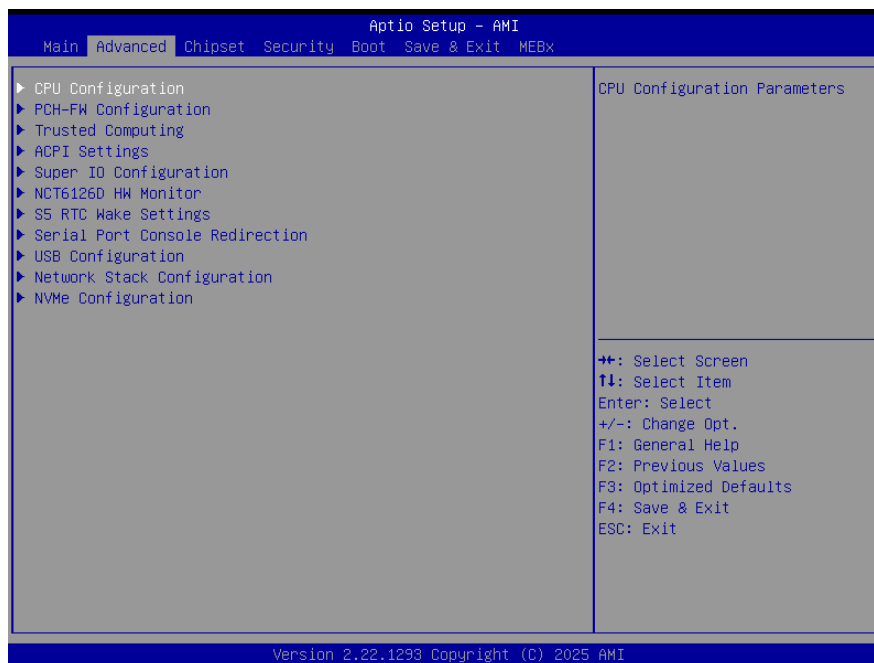 Aptio Setup – AMI
Main Advanced Chipset Security Boot Save & Exit MEBx
CPU Configuration
PCH–FW Configuration
Trusted Computing
ACPI Settings
Super IO Configuration
NCT6126D HW Monitor
S5 RTC Wake Settings
Serial Port Console Redirection
USB Configuration
Network Stack Configuration
NVMe Configuration
CPU Configuration Parameters
→←: Select Screen
↑↓: Select Item
Enter: Select
+/–: Change Opt.
F1: General Help
F2: Previous Values
F3: Optimized Defaults
F4: Save & Exit
ESC: Exit
Version 2.22.1293 Copyright (C) 2025 AMI